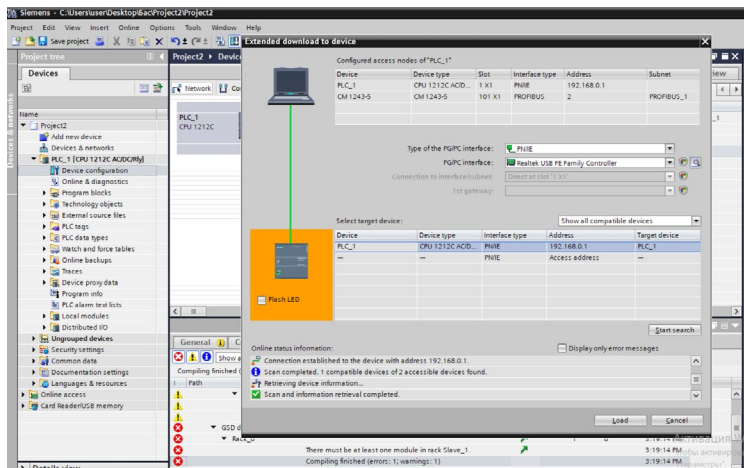 Siemens - C:\Users\user\Desktop\Бас\Project2\Project2
Project Edit View Insert Online Options Tools Window Help
Save project
Extended download to device
Project tree
Project2
Devices
Network
Name
Project2
Add new device
Devices & networks
PLC_1 [CPU 1212C AC/DC/Rly]
Device configuration
Online & diagnostics
Program blocks
Technology objects
External source files
PLC tags
PLC data types
Watch and force tables
Online backups
Traces
Device proxy data
Program info
PLC alarm text lists
Local modules
Distributed I/O
Ungrouped devices
Security settings
Common data
Documentation settings
Languages & resources
Online access
Card Reader/USB memory
Details view
Devices & networks
PLC_1
CPU 1212C
Configured access nodes of "PLC_1"
Device Device type Slot Interface type Address Subnet
PLC_1 CPU 1212C AC/D... 1 X1 PN/IE 192.168.0.1
CM 1243-5 CM 1243-5 101 X1 PROFIBUS 2 PROFIBUS_1
Type of the PG/PC interface: PN/IE
PG/PC interface: Realtek USB FE Family Controller
Connection to interface/subnet: Direct at slot '1 X1'
1st gateway:
Select target device: Show all compatible devices
Device Device type Interface type Address Target device
PLC_1 CPU 1212C AC/D... PN/IE 192.168.0.1 PLC_1
— — PN/IE Access address —
Flash LED
Start search
Online status information:
Display only error messages
Connection established to the device with address 192.168.0.1.
Scan completed. 1 compatible devices of 2 accessible devices found.
Retrieving device information...
Scan and information retrieval completed.
Load Cancel
General
Compiling finished
Path
Rack_0
There must be at least one module in rack Slave_1. 3:19:14 PM
Compiling finished (errors: 1; warnings: 1) 3:19:14 PM